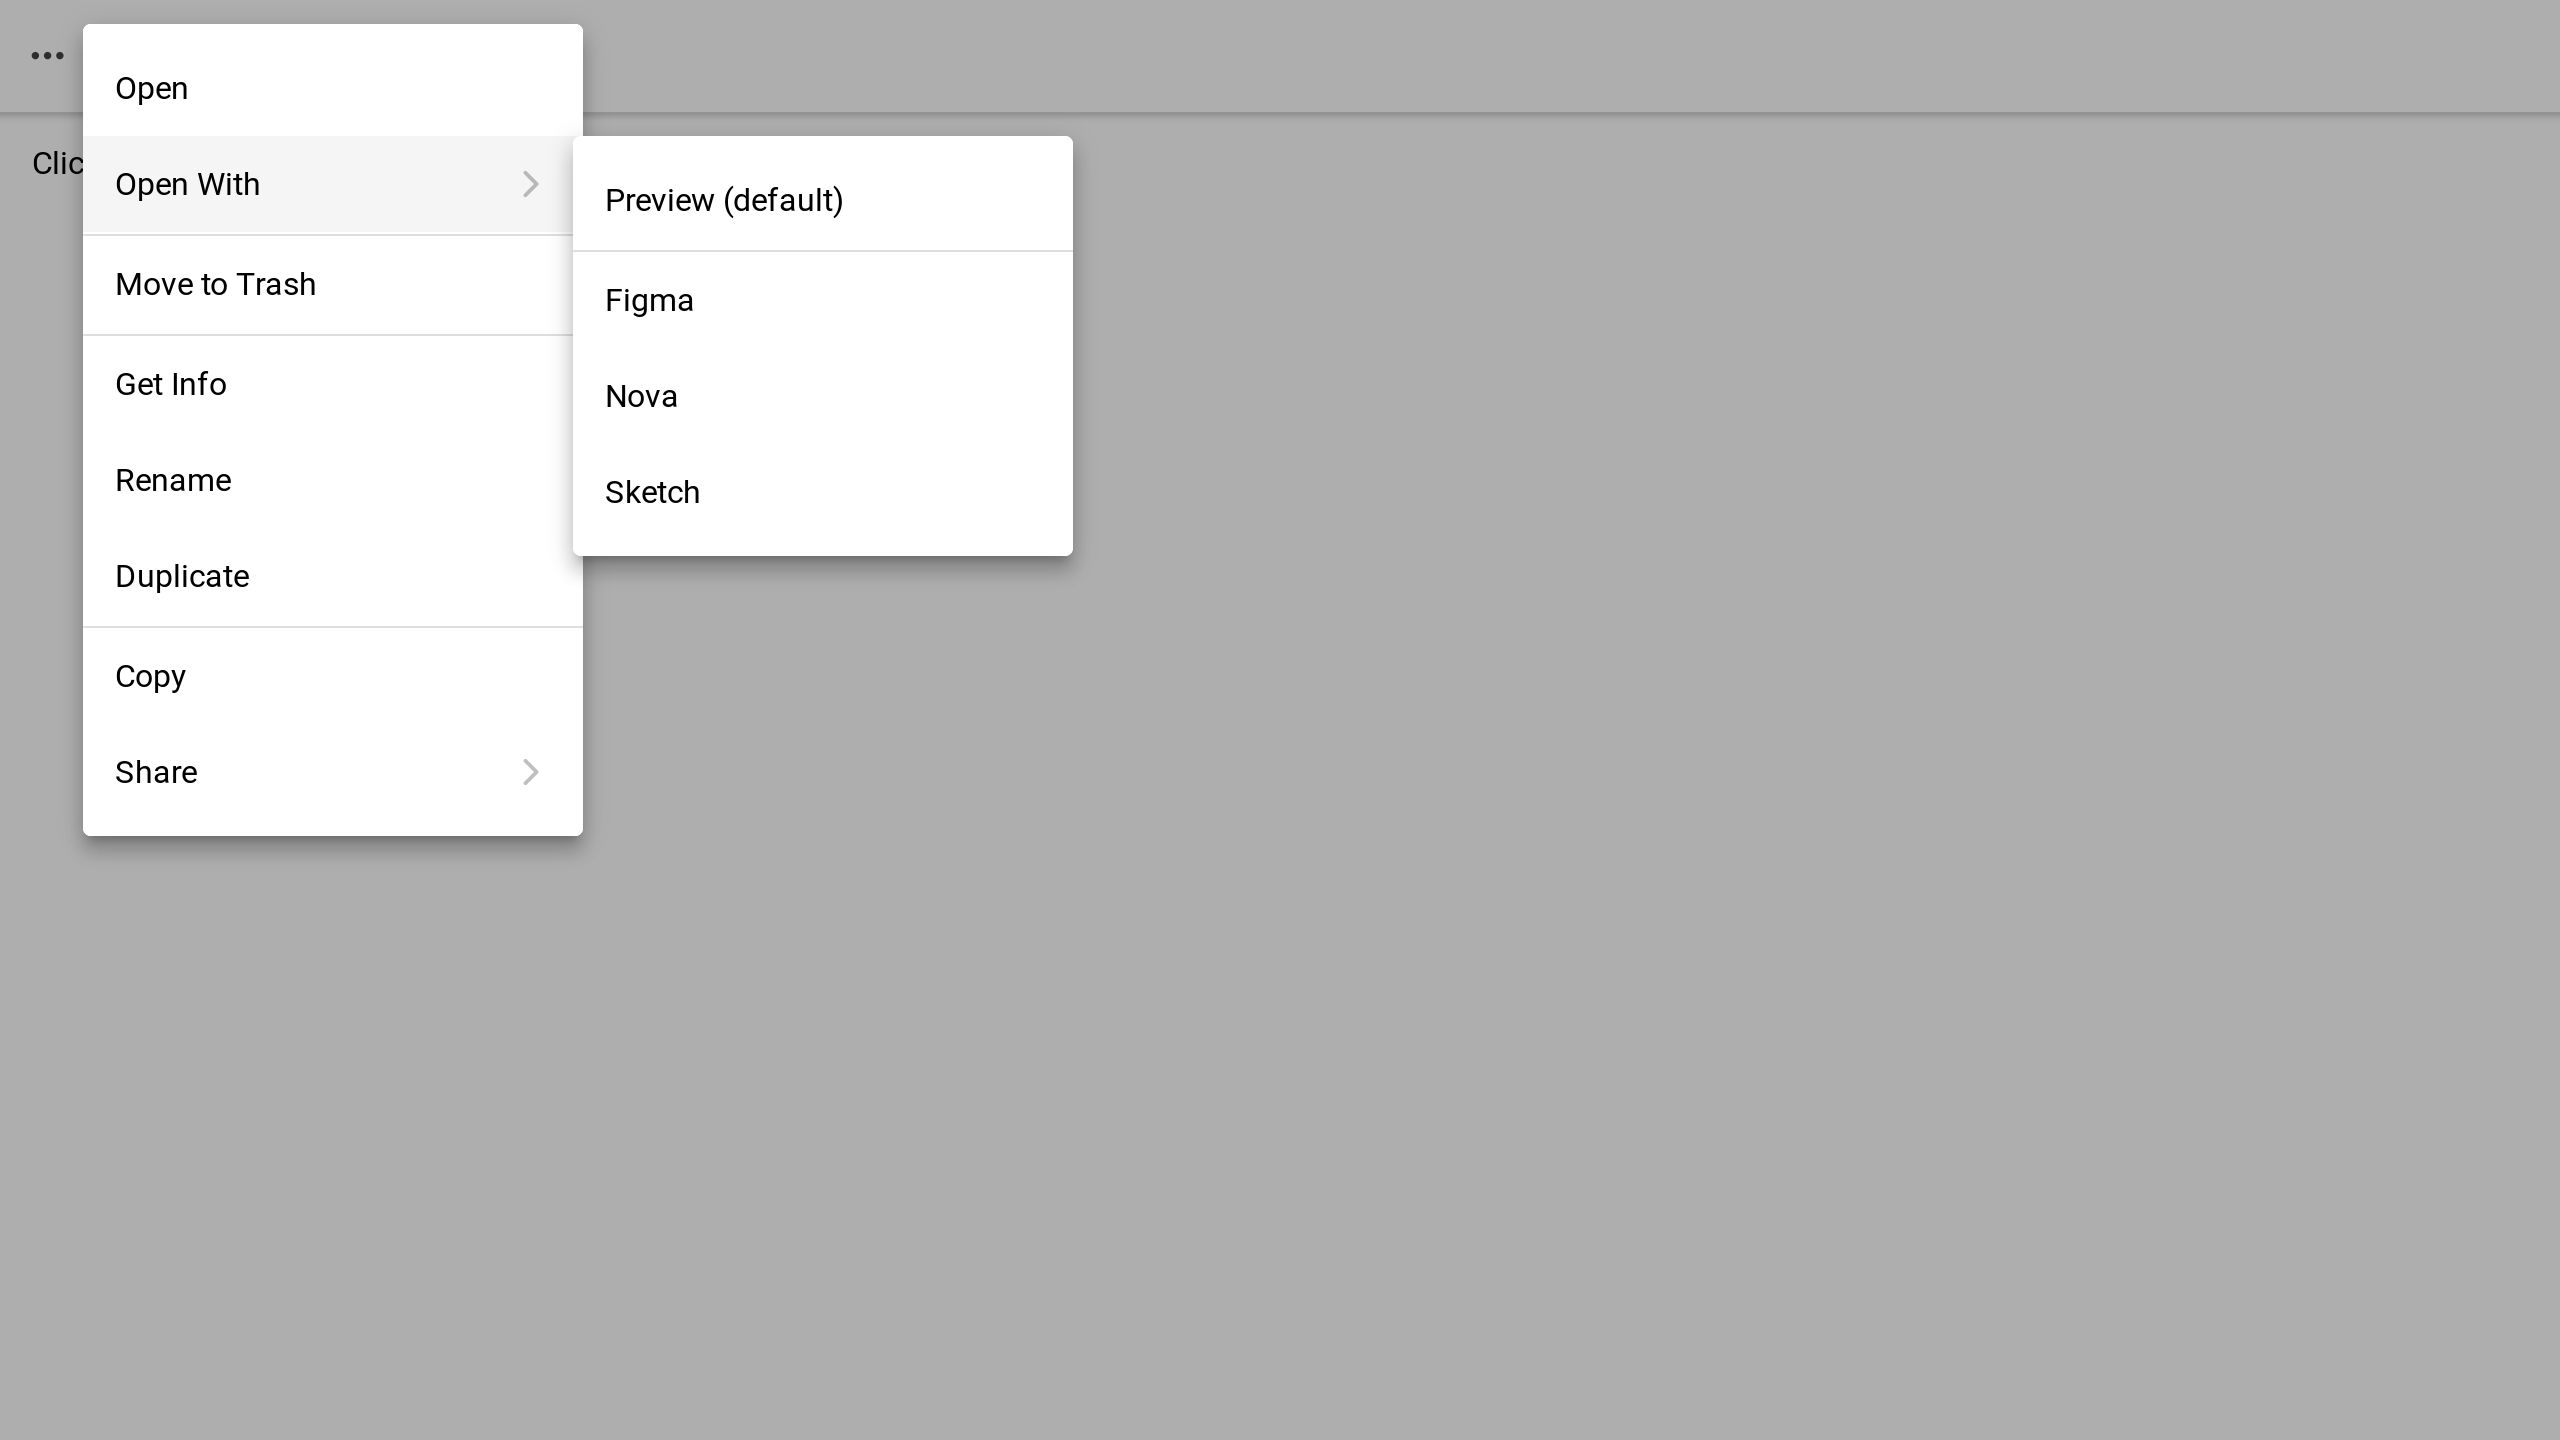 Open
Open With
Move to Trash
Get Info
Rename
Duplicate
Copy
Share
Preview (default)
Figma
Nova
Sketch
Clic